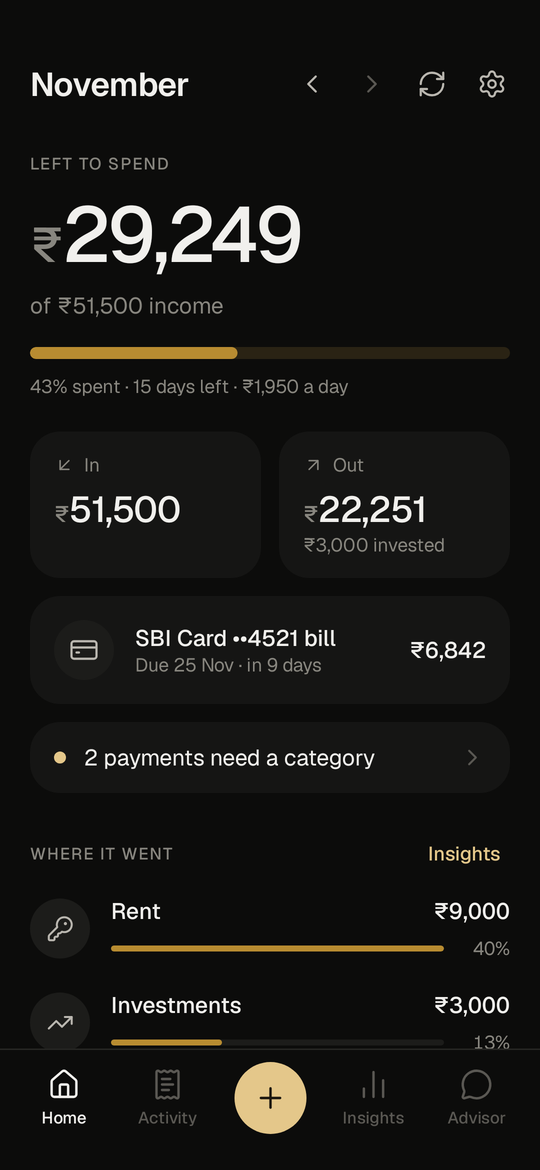 November
LEFT TO SPEND
₹29,249
of ₹51,500 income
43% spent · 15 days left · ₹1,950 a day
In
₹51,500
Out
₹22,251
₹3,000 invested
SBI Card ••4521 bill
Due 25 Nov · in 9 days
₹6,842
2 payments need a category
WHERE IT WENT
Insights
Rent
₹9,000
40%
Investments
₹3,000
13%
Home
Activity
+
Insights
Advisor